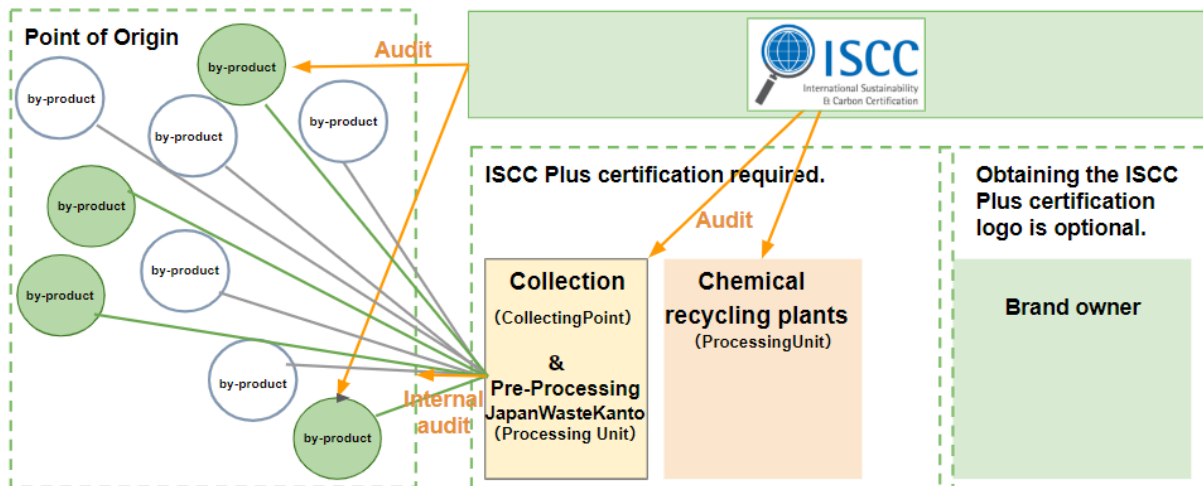 Point of Origin
by-product
by-product
by-product
by-product
by-product
by-product
by-product
by-product
by-product
Audit
ISCC
International Sustainability
& Carbon Certification
ISCC Plus certification required.
Audit
Internal
audit
Collection
(CollectingPoint)
&
Pre-Processing
JapanWasteKanto
(Processing Unit)
Chemical
recycling plants
(ProcessingUnit)
Obtaining the ISCC
Plus certification
logo is optional.
Brand owner